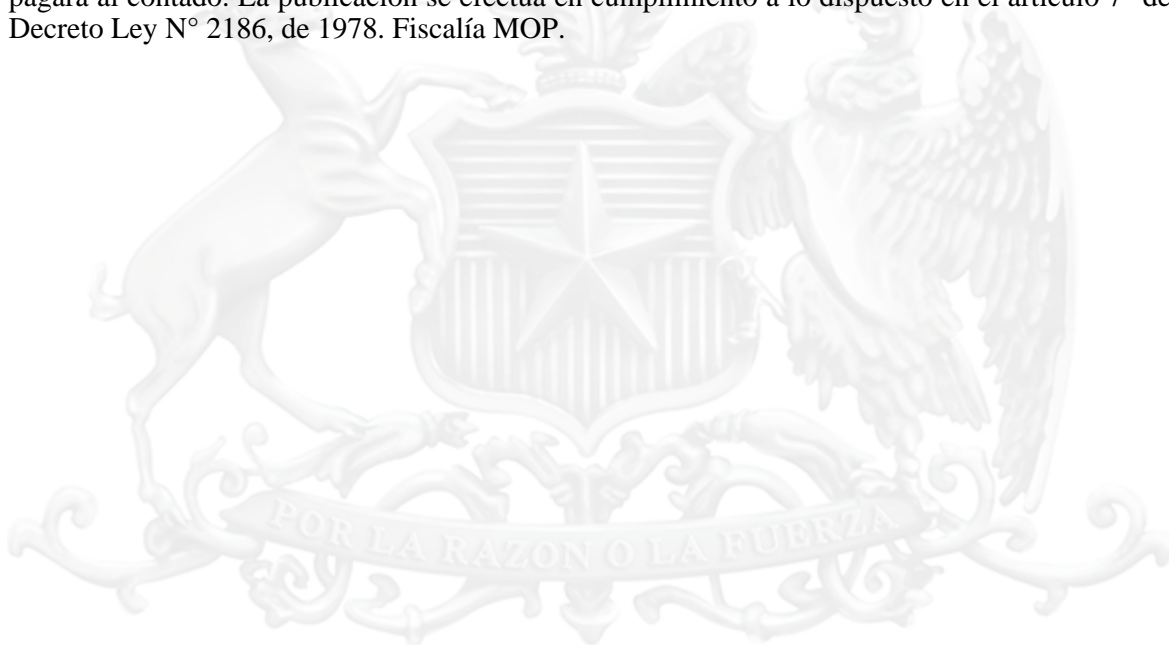 pagará al contado. La publicación se efectúa en cumplimiento a lo dispuesto en el artículo 7°
Decreto Ley N° 2186, de 1978. Fiscalía MOP.
POR LA RAZON O LA FUERZA